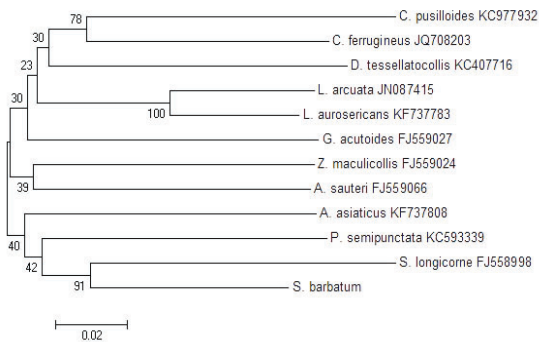 78
C. pusilloides KC977932
30
C. ferrugineus JQ708203
23
D. tessellatocollis KC407716
L. arcuata JN087415
30
100
L. aurosericans KF737783
G. acutoides FJ559027
Z. maculicollis FJ559024
39
A. sauteri FJ559066
A. asiaticus KF737808
40
P. semipunctata KC593339
42
S. longicorne FJ558998
91
S. barbatum
0.02